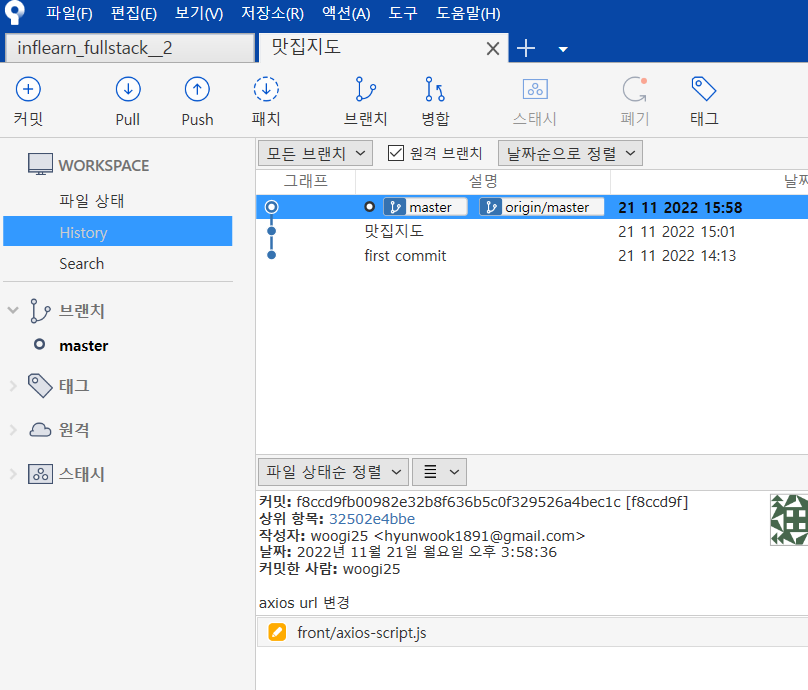 파일(F) 편집(E) 보기(V) 저장소(R) 액션(A) 도구 도움말(H)
inflearn_fullstack__2 맛집지도
커밋 Pull Push 패치 브랜치 병합 스태시 폐기 태그
WORKSPACE
파일 상태
History
Search
브랜치
master
태그
원격
스태시
모든 브랜치 원격 브랜치 날짜순으로 정렬
그래프 설명 날짜
master origin/master 21 11 2022 15:58
맛집지도 21 11 2022 15:01
first commit 21 11 2022 14:13
파일 상태순 정렬
커밋: f8ccd9fb00982e32b8f636b5c0f329526a4bec1c [f8ccd9f]
상위 항목: 32502e4bbe
작성자: woogi25 <hyunwook1891@gmail.com>
날짜: 2022년 11월 21일 월요일 오후 3:58:36
커밋한 사람: woogi25
axios url 변경
front/axios-script.js